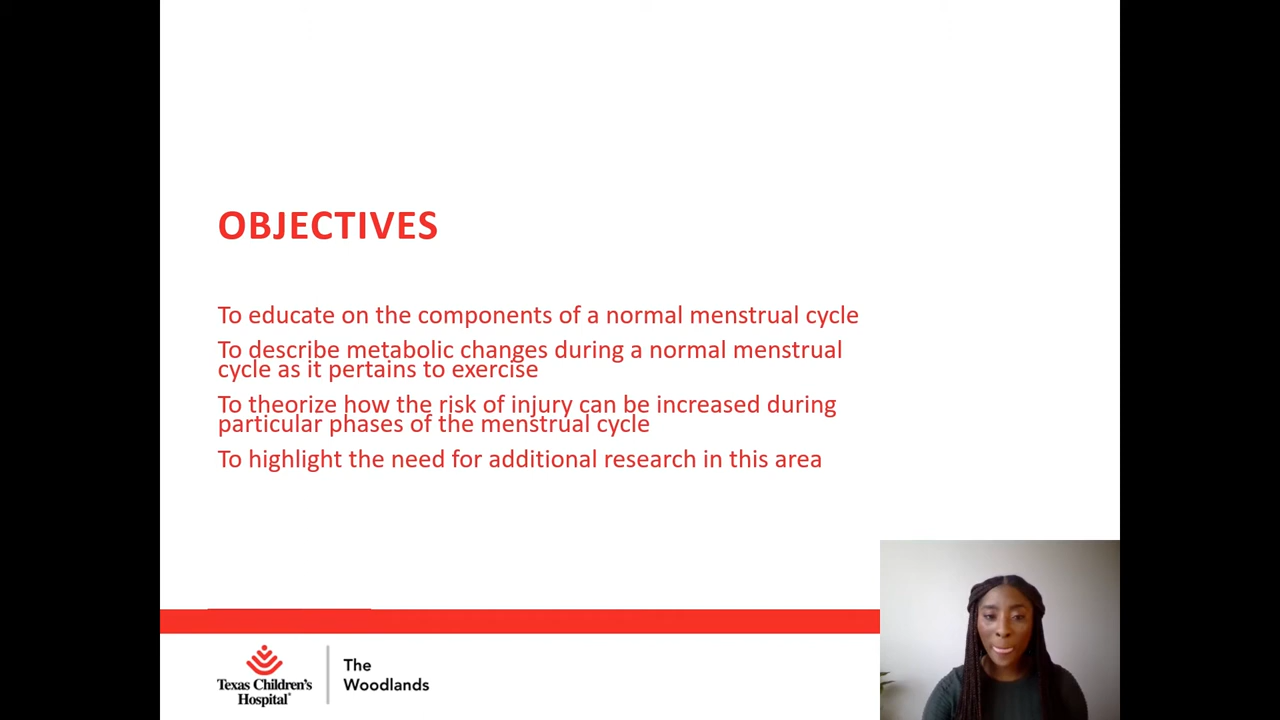 OBJECTIVES
To educate on the components of a normal menstrual cycle
To describe metabolic changes during a normal menstrual
cycle as it pertains to exercise
To theorize how the risk of injury can be increased during
particular phases of the menstrual cycle
To highlight the need for additional research in this area
Texas Children's
Hospital®
The
Woodlands